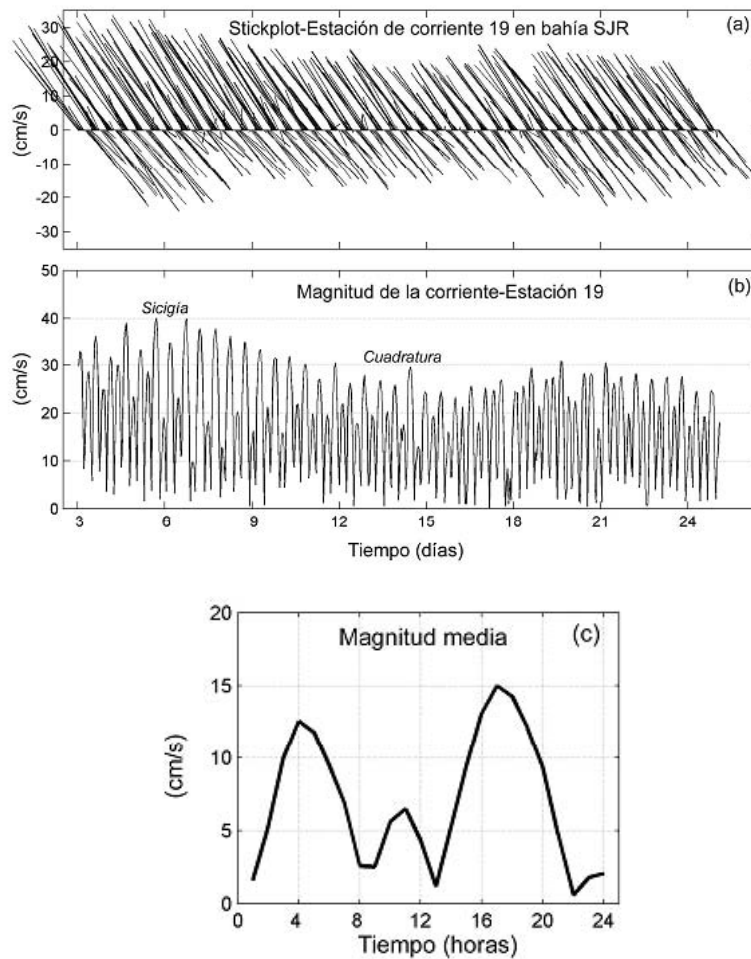 Stickplot-Estación de corriente 19 en bahía SJR
(a)
(cm/s)
30
20
10
0
-10
-20
-30
(b)
Magnitud de la corriente-Estación 19
Sicigía
Cuadratura
(cm/s)
50
40
30
20
10
0
3 6 9 12 15 18 21 24
Tiempo (días)
Magnitud media
(c)
(cm/s)
20
15
10
5
0
0 4 8 12 16 20 24
Tiempo (horas)